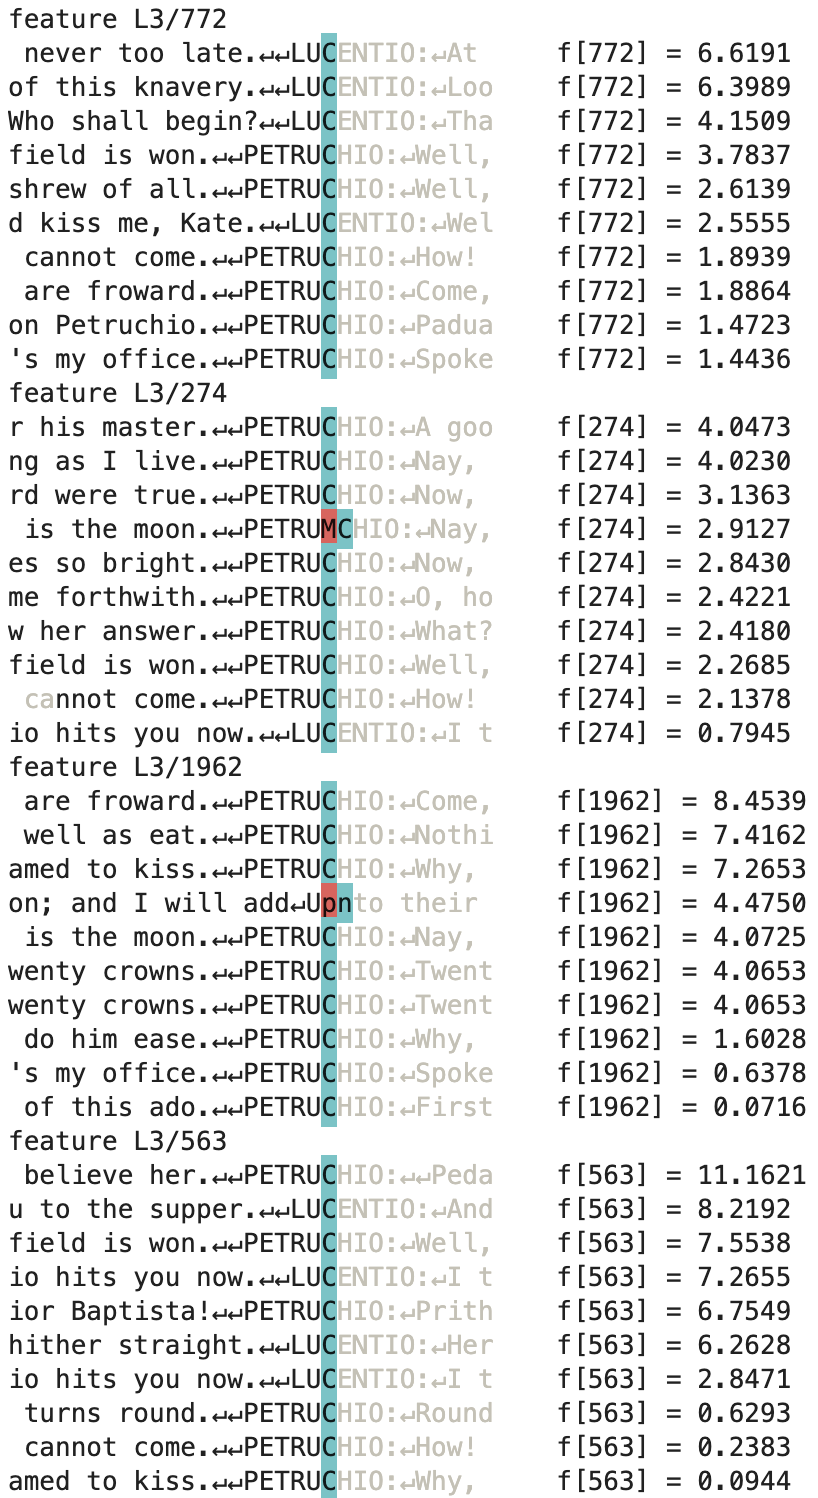 feature L3/772
 never too late.↵↵LUCENTIO:↵At     f[772] = 6.6191
of this knavery.↵↵LUCENTIO:↵Loo    f[772] = 6.3989
Who shall begin?↵↵LUCENTIO:↵Tha    f[772] = 4.1509
field is won.↵↵PETRUCHIO:↵Well,    f[772] = 3.7837
shrew of all.↵↵PETRUCHIO:↵Well,    f[772] = 2.6139
d kiss me, Kate.↵↵LUCENTIO:↵Wel    f[772] = 2.5555
 cannot come.↵↵PETRUCHIO:↵How!     f[772] = 1.8939
 are froward.↵↵PETRUCHIO:↵Come,    f[772] = 1.8864
on Petruchio.↵↵PETRUCHIO:↵Padua    f[772] = 1.4723
's my office.↵↵PETRUCHIO:↵Spoke    f[772] = 1.4436
feature L3/274
r his master.↵↵PETRUCHIO:↵A goo    f[274] = 4.0473
ng as I live.↵↵PETRUCHIO:↵Nay,     f[274] = 4.0230
rd were true.↵↵PETRUCHIO:↵Now,     f[274] = 3.1363
 is the moon.↵↵PETRUMCHIO:↵Nay,    f[274] = 2.9127
es so bright.↵↵PETRUCHIO:↵Now,     f[274] = 2.8430
me forthwith.↵↵PETRUCHIO:↵O, ho    f[274] = 2.4221
w her answer.↵↵PETRUCHIO:↵What?    f[274] = 2.4180
field is won.↵↵PETRUCHIO:↵Well,    f[274] = 2.2685
 cannot come.↵↵PETRUCHIO:↵How!     f[274] = 2.1378
io hits you now.↵↵LUCENTIO:↵I t    f[274] = 0.7945
feature L3/1962
 are froward.↵↵PETRUCHIO:↵Come,    f[1962] = 8.4539
 well as eat.↵↵PETRUCHIO:↵Nothi    f[1962] = 7.4162
amed to kiss.↵↵PETRUCHIO:↵Why,     f[1962] = 7.2653
on; and I will add↵Upnto their     f[1962] = 4.4750
 is the moon.↵↵PETRUCHIO:↵Nay,     f[1962] = 4.0725
wenty crowns.↵↵PETRUCHIO:↵Twent    f[1962] = 4.0653
wenty crowns.↵↵PETRUCHIO:↵Twent    f[1962] = 4.0653
 do him ease.↵↵PETRUCHIO:↵Why,     f[1962] = 1.6028
's my office.↵↵PETRUCHIO:↵Spoke    f[1962] = 0.6378
 of this ado.↵↵PETRUCHIO:↵First    f[1962] = 0.0716
feature L3/563
 believe her.↵↵PETRUCHIO:↵↵Peda    f[563] = 11.1621
u to the supper.↵↵LUCENTIO:↵And    f[563] = 8.2192
field is won.↵↵PETRUCHIO:↵Well,    f[563] = 7.5538
io hits you now.↵↵LUCENTIO:↵I t    f[563] = 7.2655
ior Baptista!↵↵PETRUCHIO:↵Prith    f[563] = 6.7549
hither straight.↵↵LUCENTIO:↵Her    f[563] = 6.2628
io hits you now.↵↵LUCENTIO:↵I t    f[563] = 2.8471
 turns round.↵↵PETRUCHIO:↵Round    f[563] = 0.6293
 cannot come.↵↵PETRUCHIO:↵How!     f[563] = 0.2383
amed to kiss.↵↵PETRUCHIO:↵Why,     f[563] = 0.0944